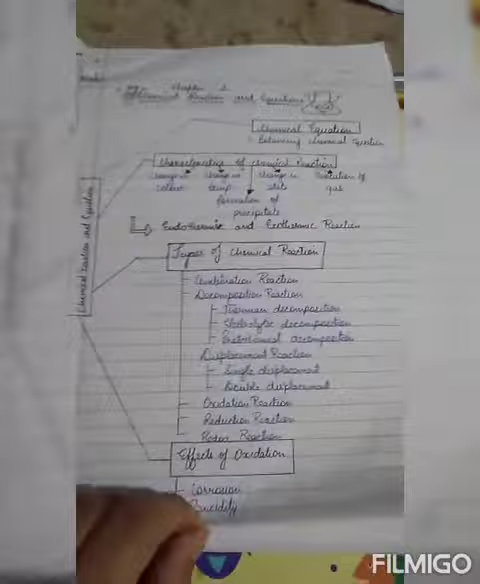 Chapter 1
Chemical Reaction and Equations
Chemical Equation
Balancing chemical equation
Characteristics of chemical Reaction
change in colour
change in temp
change in state
Evolution of gas
formation of precipitate
Endothermic and Exothermic Reaction
Chemical reaction and Equation
Types of Chemical Reaction
Combination Reaction
Decomposition Reaction
Thermal decomposition
Electrolytic decomposition
decomposition
Displacement Reaction
Single displacement
Double displacement
Oxidation Reaction
Reduction Reaction
Redox Reaction
Effects of Oxidation
Corrosion
FILMIGO